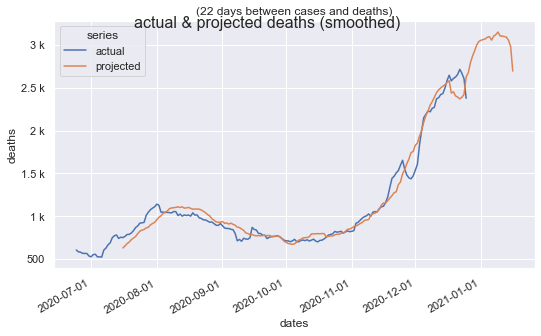 (22 days between cases and deaths)
actual & projected deaths (smoothed)
series
actual
projected
3 k
2.5 k
2 k
1.5 k
1 k
500
deaths
2020-07-01
2020-08-01
2020-09-01
2020-10-01
2020-11-01
2020-12-01
2021-01-01
dates